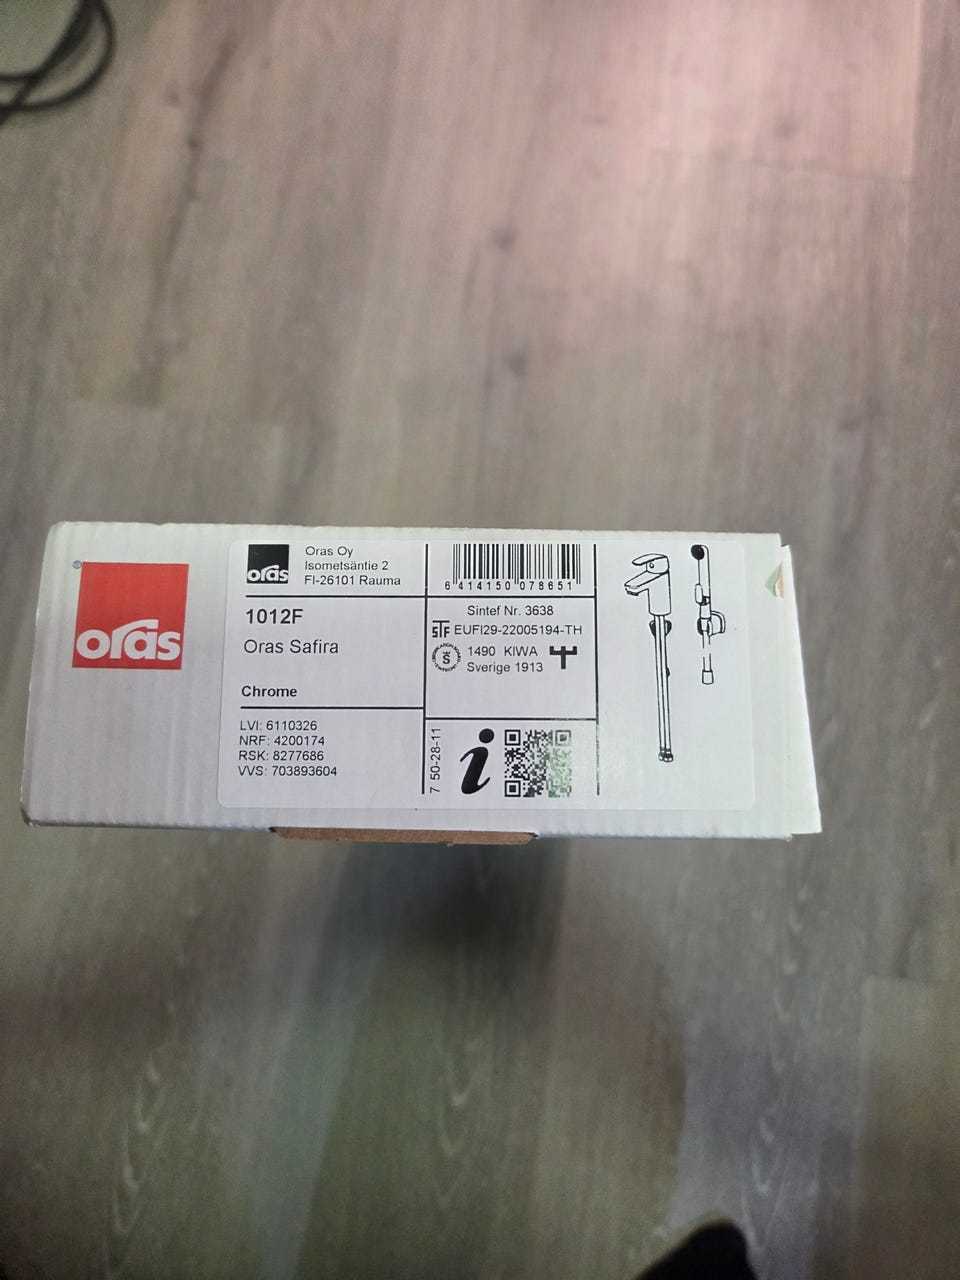 oras
®
oras
Oras Oy
Isometsäntie 2
FI-26101 Rauma
1012F
Oras Safira
Chrome
LVI: 6110326
NRF: 4200174
RSK: 8277686
VVS: 703893604
6 414150 078651
Sintef Nr. 3638
STF EUFI29-22005194-TH
1490 KIWA
Sverige 1913
7 50-28-11
i